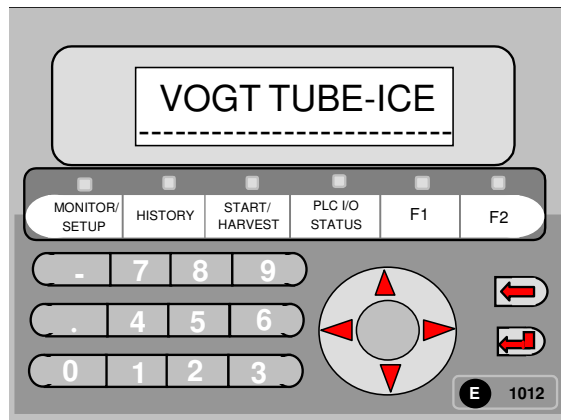 VOGT TUBE-ICE
MONITOR/
SETUP
HISTORY
START/
HARVEST
PLC I/O
STATUS
F1
F2
- 7 8 9
. 4 5 6
0 1 2 3
E 1012